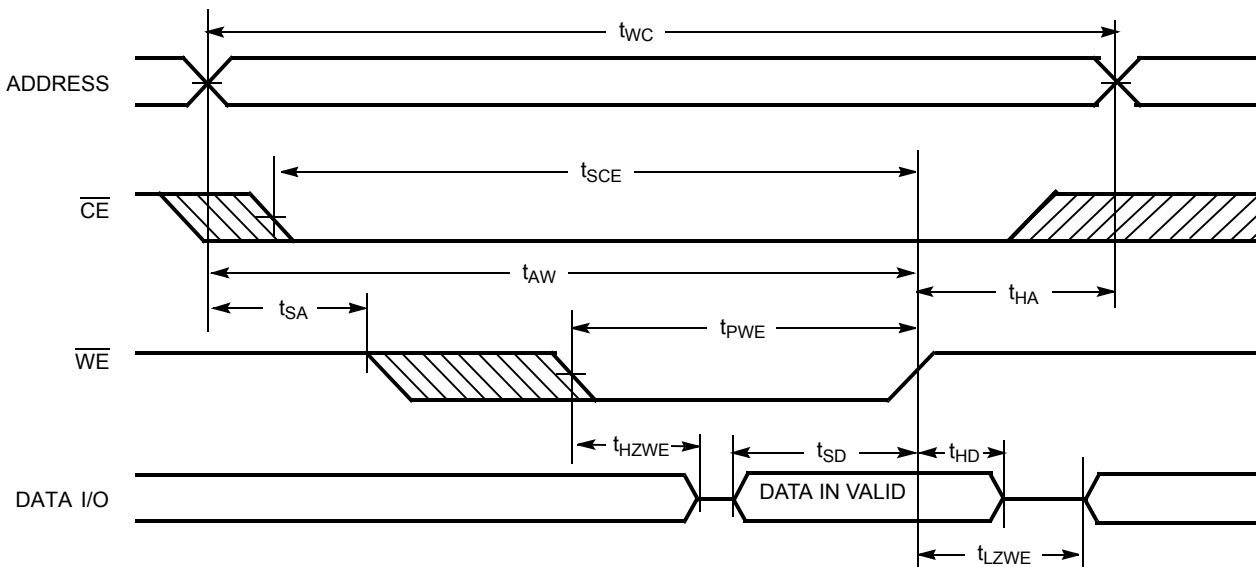 tWC
ADDRESS
tSCE
CE
tAW
tSA
tHA
tPWE
WE
tHZWE
tSD
tHD
DATA I/O
DATA IN VALID
tLZWE